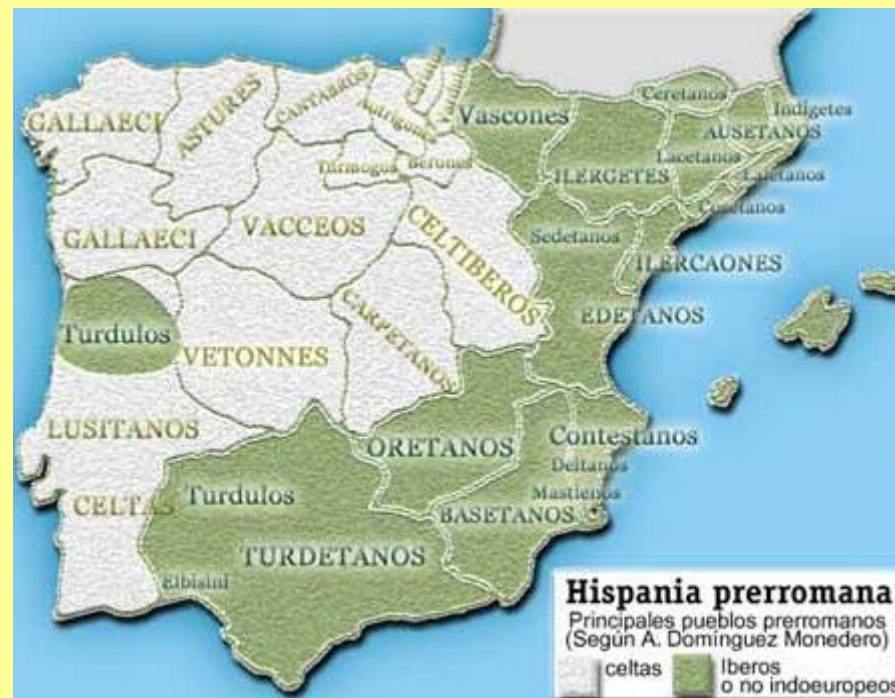 GALLAECI
ASTURES
CANTABROS
Autrigones
Turmogos
Berones
Vascones
Ceretanos
Indigetes
AUSETANOS
Lacetanos
Laietanos
ILERGETES
Cosetanos
GALLAECI
VACCEOS
CELTIBEROS
Sedetanos
ILERCAONES
EDETANOS
Turdulos
VETONNES
CARPETANOS
LUSITANOS
ORETANOS
Contestanos
Deitanos
Mastienos
BASETANOS
CELTAS
Turdulos
TURDETANOS
Elbisini
Hispania prerromana
Principales pueblos prerromanos
(Según A. Domínguez Monedero)
celtas
Iberos
o no indoeuropeos